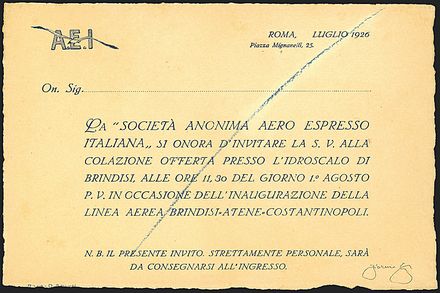 A.E.I
ROMA, LUGLIO 1926
Piazza Mignanelli, 25.
On. Sig.
LA "SOCIETÀ ANONIMA AERO ESPRESSO
ITALIANA„ SI ONORA D'INVITARE LA S. V. ALLA
COLAZIONE OFFERTA PRESSO L'IDROSCALO DI
BRINDISI, ALLE ORE 11,30 DEL GIORNO 1.º AGOSTO
P. V. IN OCCASIONE DELL'INAUGURAZIONE DELLA
LINEA AEREA BRINDISI-ATENE-COSTANTINOPOLI.
N. B. IL PRESENTE INVITO, STRETTAMENTE PERSONALE, SARÀ
DA CONSEGNARSI ALL'INGRESSO.